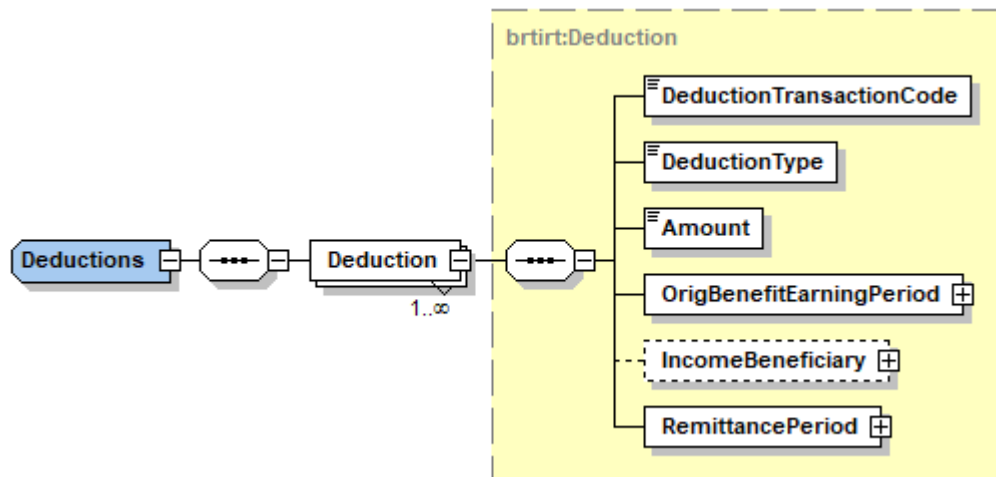 brtirt:Deduction
DeductionTransactionCode
DeductionType
Deductions
Deduction
1..∞
Amount
OrigBenefitEarningPeriod
IncomeBeneficiary
RemittancePeriod